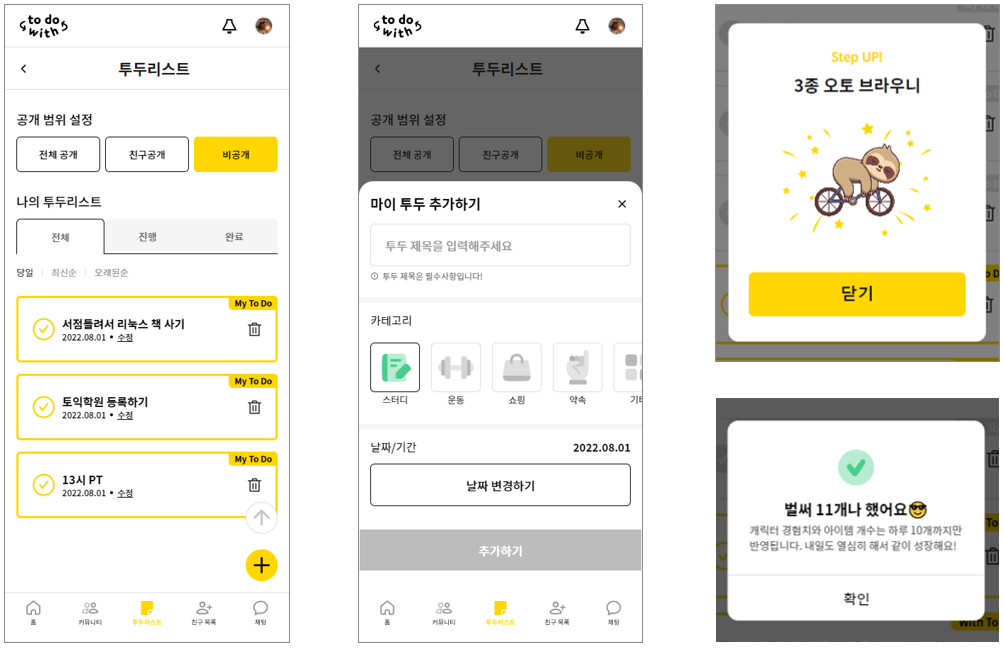 to do
with
투두리스트
공개 범위 설정
전체 공개
친구공개
비공개
나의 투두리스트
전체
진행
완료
당일
최신순
오래된순
My To Do
서점들려서 리눅스 책 사기
2022.08.01 • 수정
My To Do
토익학원 등록하기
2022.08.01 • 수정
My To Do
13시 PT
2022.08.01 • 수정
홈
커뮤니티
투두리스트
친구 목록
채팅
to do
with
투두리스트
공개 범위 설정
전체 공개
친구공개
비공개
마이 투두 추가하기
투두 제목을 입력해주세요
투두 제목은 필수사항입니다!
카테고리
스터디
운동
쇼핑
약속
기타
날짜/기간
2022.08.01
날짜 변경하기
추가하기
홈
커뮤니티
투두리스트
친구 목록
채팅
Step UP!
3종 오토 브라우니
닫기
벌써 11개나 했어요😎
캐릭터 경험치와 아이템 개수는 하루 10개까지만
반영됩니다. 내일도 열심히 해서 같이 성장해요!
확인
With To